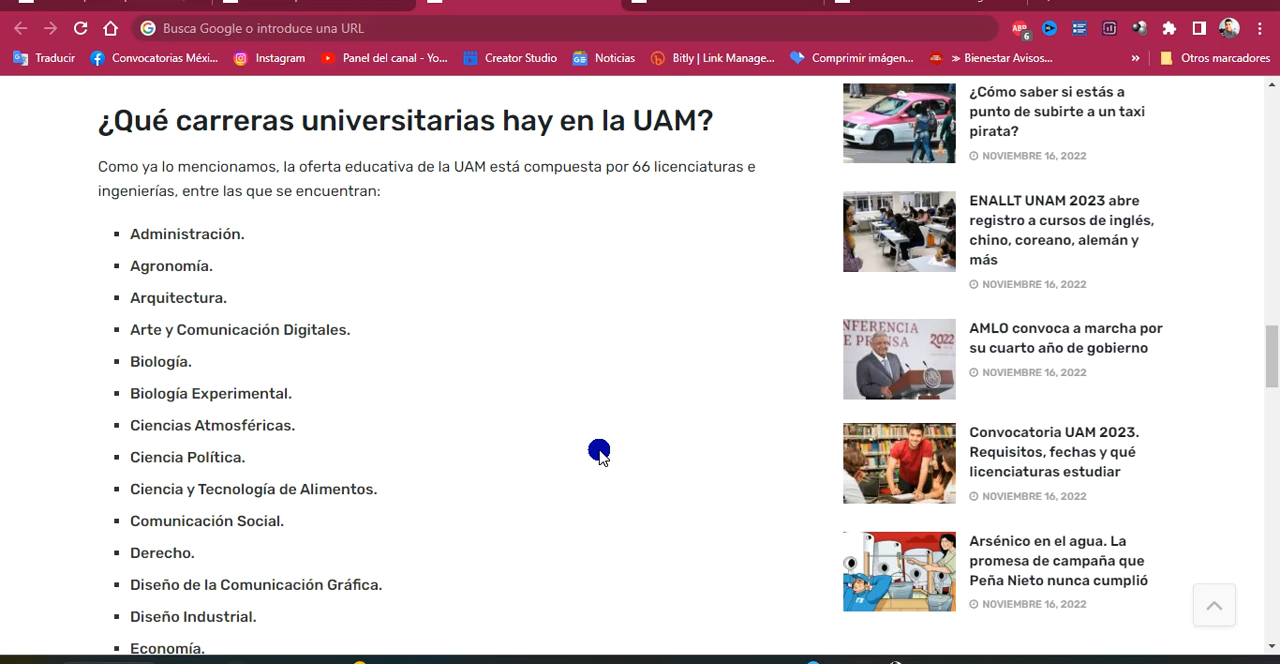 Busca Google o introduce una URL
6
Traducir
Convocatorias Méxi...
Instagram
Panel del canal - Yo...
Creator Studio
Noticias
Bitly | Link Manage...
Comprimir imágen...
» Bienestar Avisos...
»
Otros marcadores
¿Qué carreras universitarias hay en la UAM?
Como ya lo mencionamos, la oferta educativa de la UAM está compuesta por 66 licenciaturas e
ingenierías, entre las que se encuentran:
Administración.
Agronomía.
Arquitectura.
Arte y Comunicación Digitales.
Biología.
Biología Experimental.
Ciencias Atmosféricas.
Ciencia Política.
Ciencia y Tecnología de Alimentos.
Comunicación Social.
Derecho.
Diseño de la Comunicación Gráfica.
Diseño Industrial.
Economía.
¿Cómo saber si estás a
punto de subirte a un taxi
pirata?
NOVIEMBRE 16, 2022
ENALLT UNAM 2023 abre
registro a cursos de inglés,
chino, coreano, alemán y
más
NOVIEMBRE 16, 2022
AMLO convoca a marcha por
su cuarto año de gobierno
NOVIEMBRE 16, 2022
Convocatoria UAM 2023.
Requisitos, fechas y qué
licenciaturas estudiar
NOVIEMBRE 16, 2022
Arsénico en el agua. La
promesa de campaña que
Peña Nieto nunca cumplió
NOVIEMBRE 16, 2022